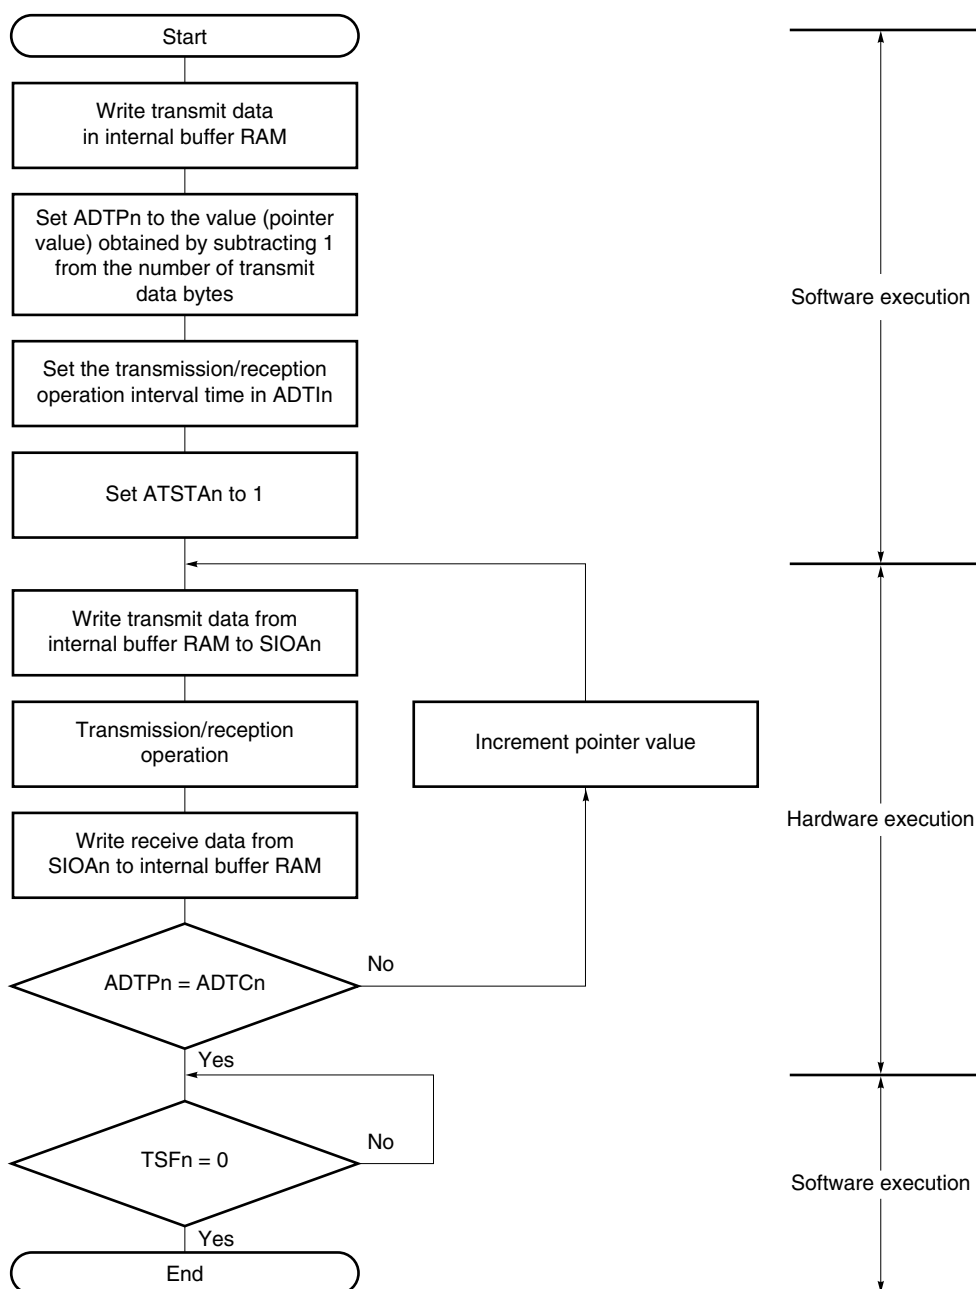 Start
Write transmit data
in internal buffer RAM
Set ADTPn to the value (pointer
value) obtained by subtracting 1
from the number of transmit
data bytes
Software execution
Set the transmission/reception
operation interval time in ADTIn
Set ATSTAn to 1
Write transmit data from
internal buffer RAM to SIOAn
Transmission/reception
operation
Increment pointer value
Hardware execution
Write receive data from
SIOAn to internal buffer RAM
ADTPn = ADTCn
No
Yes
TSFn = 0
No
Software execution
Yes
End